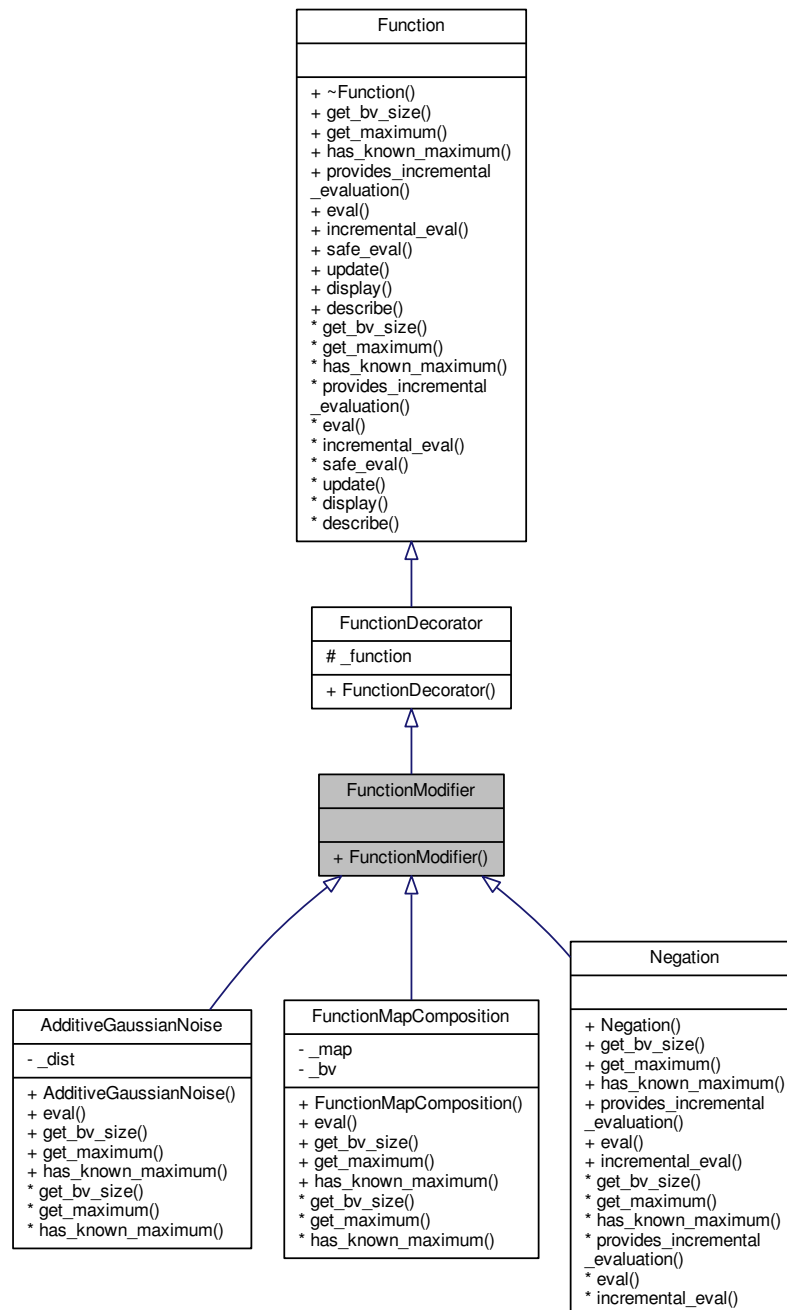 Function
+ ~Function()
+ get_bv_size()
+ get_maximum()
+ has_known_maximum()
+ provides_incremental
_evaluation()
+ eval()
+ incremental_eval()
+ safe_eval()
+ update()
+ display()
+ describe()
* get_bv_size()
* get_maximum()
* has_known_maximum()
* provides_incremental
_evaluation()
* eval()
* incremental_eval()
* safe_eval()
* update()
* display()
* describe()
FunctionDecorator
# _function
+ FunctionDecorator()
FunctionModifier
+ FunctionModifier()
AdditiveGaussianNoise
- _dist
+ AdditiveGaussianNoise()
+ eval()
+ get_bv_size()
+ get_maximum()
+ has_known_maximum()
* get_bv_size()
* get_maximum()
* has_known_maximum()
FunctionMapComposition
- _map
- _bv
+ FunctionMapComposition()
+ eval()
+ get_bv_size()
+ get_maximum()
+ has_known_maximum()
* get_bv_size()
* get_maximum()
* has_known_maximum()
Negation
+ Negation()
+ get_bv_size()
+ get_maximum()
+ has_known_maximum()
+ provides_incremental
_evaluation()
+ eval()
+ incremental_eval()
* get_bv_size()
* get_maximum()
* has_known_maximum()
* provides_incremental
_evaluation()
* eval()
* incremental_eval()